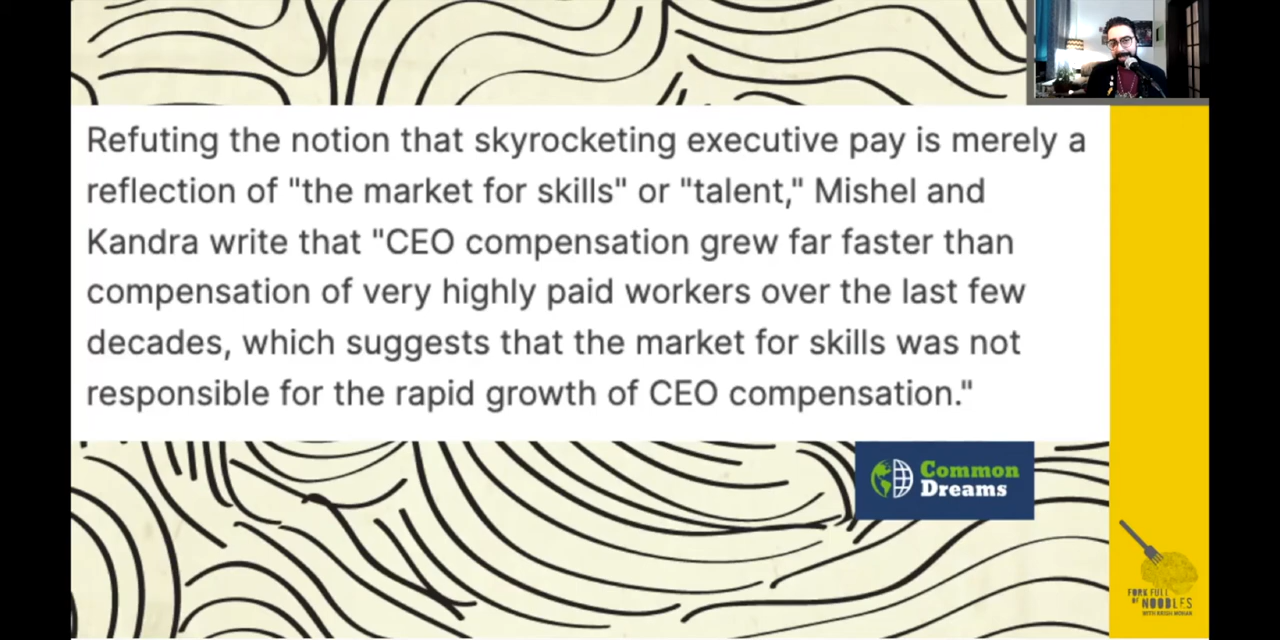 Refuting the notion that skyrocketing executive pay is merely a
reflection of "the market for skills" or "talent," Mishel and
Kandra write that "CEO compensation grew far faster than
compensation of very highly paid workers over the last few
decades, which suggests that the market for skills was not
responsible for the rapid growth of CEO compensation."
Common
Dreams
FORK FULL
OF NOODLES
WITH KRISH MOHAN